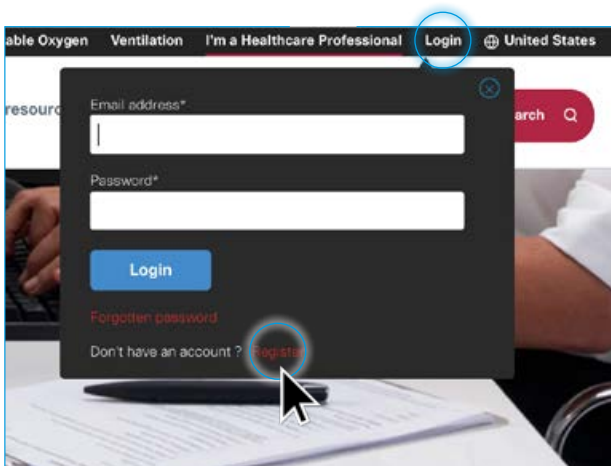 able Oxygen Ventilation I'm a Healthcare Professional Login United States
resourc
arch
Email address*
Password*
Login
Forgotten password
Don't have an account ? Register